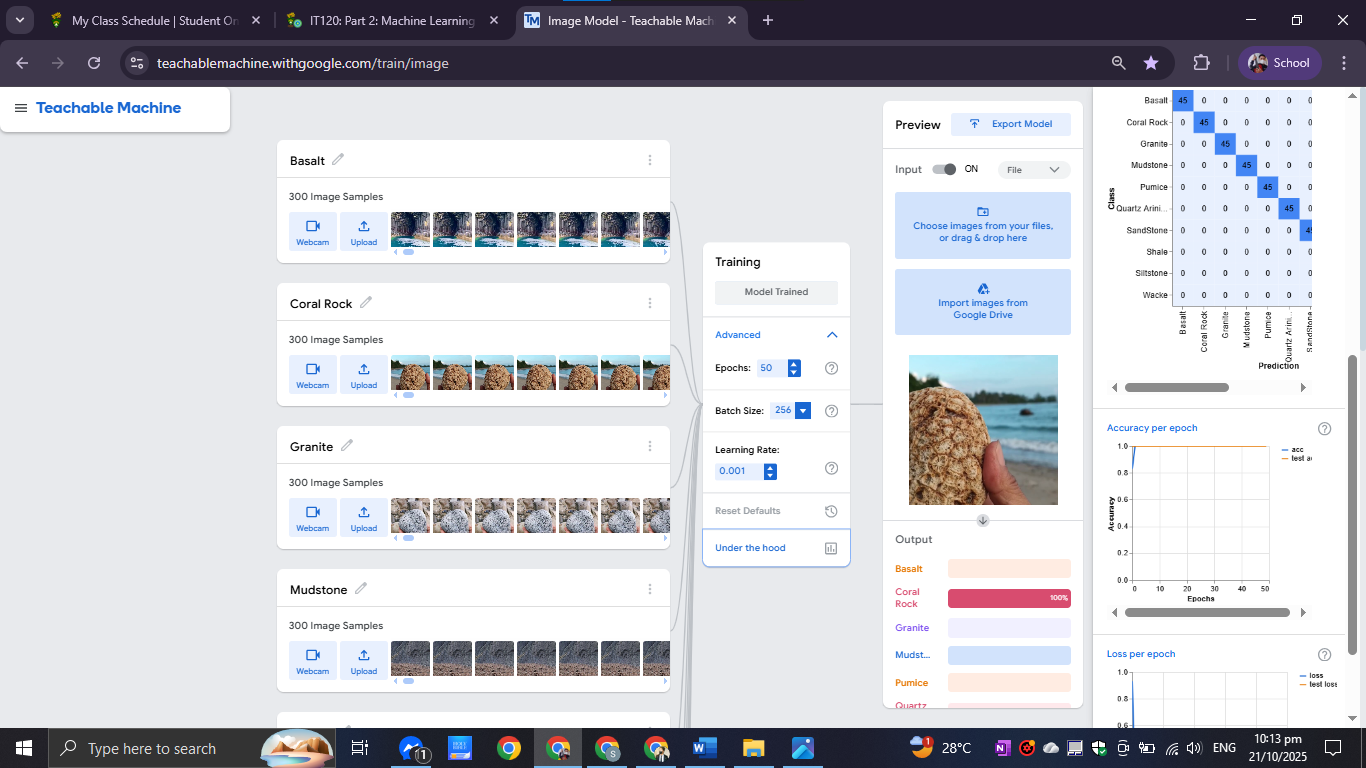 My Class Schedule | Student On
IT120: Part 2: Machine Learning
Image Model - Teachable Mach
teachablemachine.withgoogle.com/train/image
School
Teachable Machine
Basalt
300 Image Samples
Webcam
Upload
Coral Rock
300 Image Samples
Webcam
Upload
Granite
300 Image Samples
Webcam
Upload
Mudstone
300 Image Samples
Webcam
Upload
Training
Model Trained
Advanced
Epochs: 50
Batch Size: 256
Learning Rate:
0.001
Reset Defaults
Under the hood
Preview
Export Model
Input ON File
Choose images from your files,
or drag & drop here
Import images from
Google Drive
Output
Basalt
Coral
Rock
100%
Granite
Mudst...
Pumice
Quartz
Class
Basalt 45 0 0 0 0 0 0
Coral Rock 0 45 0 0 0 0 0
Granite 0 0 45 0 0 0 0
Mudstone 0 0 0 45 0 0 0
Pumice 0 0 0 0 45 0 0
Quartz Arini... 0 0 0 0 0 45 0
SandStone 0 0 0 0 0 0 45
Shale 0 0 0 0 0 0 0
Siltstone 0 0 0 0 0 0 0
Wacke 0 0 0 0 0 0 0
Basalt
Coral Rock
Granite
Mudstone
Pumice
Quartz Arini...
SandStone
Prediction
Accuracy per epoch
1.0
0.8
0.6
0.4
0.2
0.0
Accuracy
0 10 20 30 40 50
Epochs
acc
test a
Loss per epoch
1.0
0.8
0.6
loss
test loss
Type here to search
1
1
28°C
ENG
10:13 pm
21/10/2025